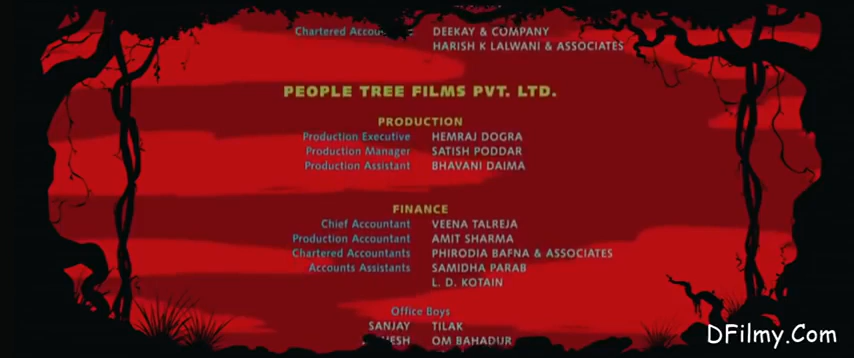 Chartered DEEKAY & COMPANY
HARISH K LALWANI & ASSOCIATES
PEOPLE TREE FILMS PVT. LTD.
PRODUCTION
Production Executive HEMRAJ DOGRA
Production Manager SATISH PODDAR
Production Assistant BHAVANI DAIMA
FINANCE
Chief Accountant VEENA TALREJA
Production Accountant AMIT SHARMA
Chartered Accountants PHIRODIA BAFNA & ASSOCIATES
Accounts Assistants SAMIDHA PARAB
L. D. KOTAIN
Office Boys
SANJAY TILAK
OM BAHADUR
DFilmy.Com